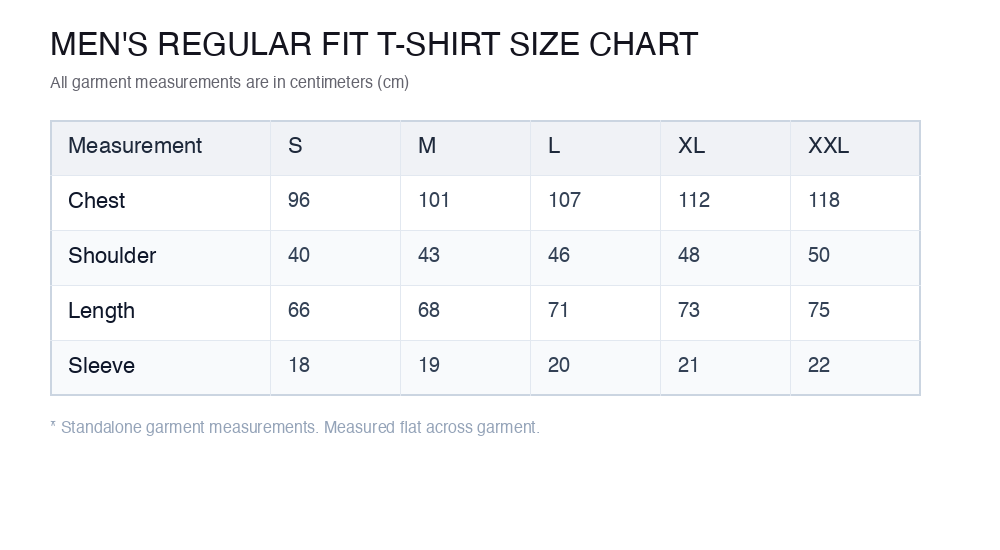 MEN'S REGULAR FIT T-SHIRT SIZE CHART
All garment measurements are in centimeters (cm)
Measurement S M L XL XXL
Chest 96 101 107 112 118
Shoulder 40 43 46 48 50
Length 66 68 71 73 75
Sleeve 18 19 20 21 22
* Standalone garment measurements. Measured flat across garment.